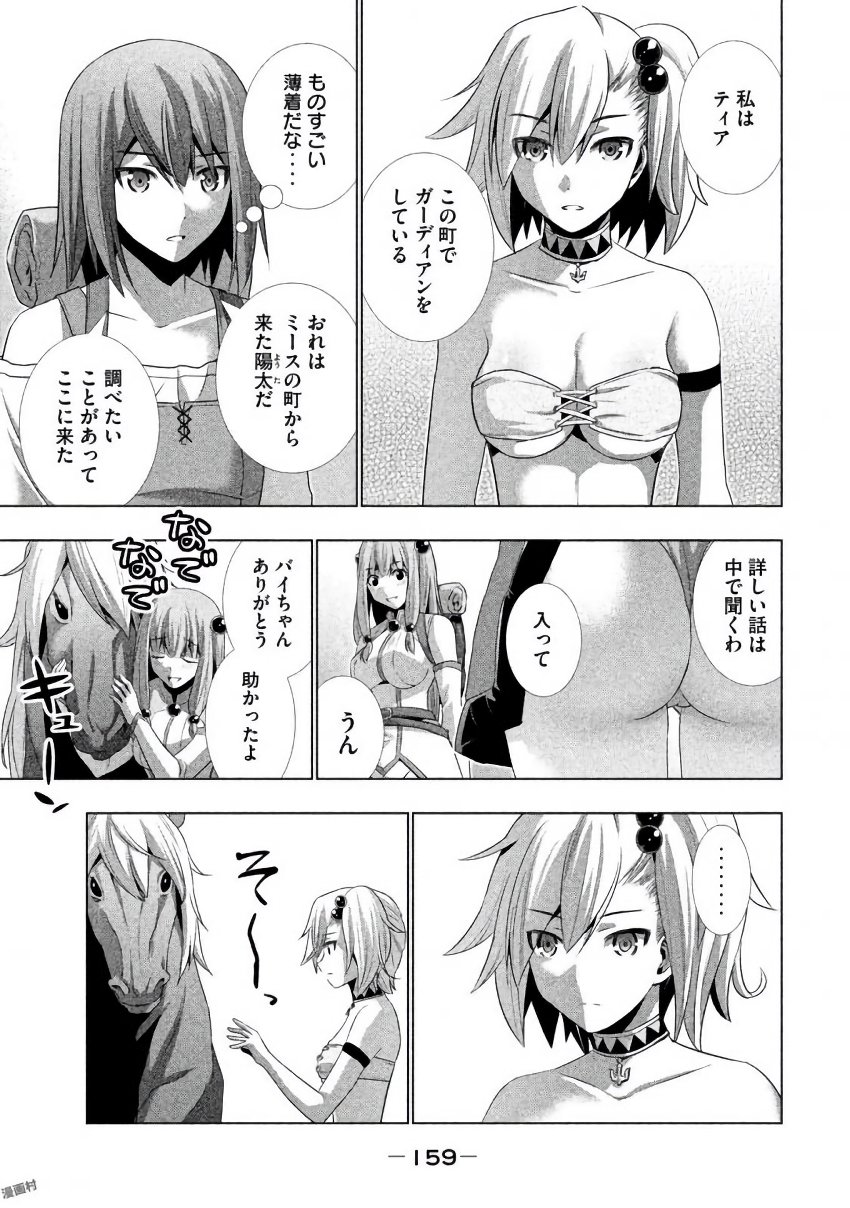 私は
ティア
この町で
ガーディアンを
している
ものすごい
薄着だな‥‥
おれは
ミースの町から
来た陽太だ
ようた
調べたい
ことがあって
ここに来た
詳しい話は
中で聞くわ
入って
うん
パイちゃん
ありがとう
助かったよ
なで
なで
キュー
‥‥‥‥
そ～っ
－159－
漫画村